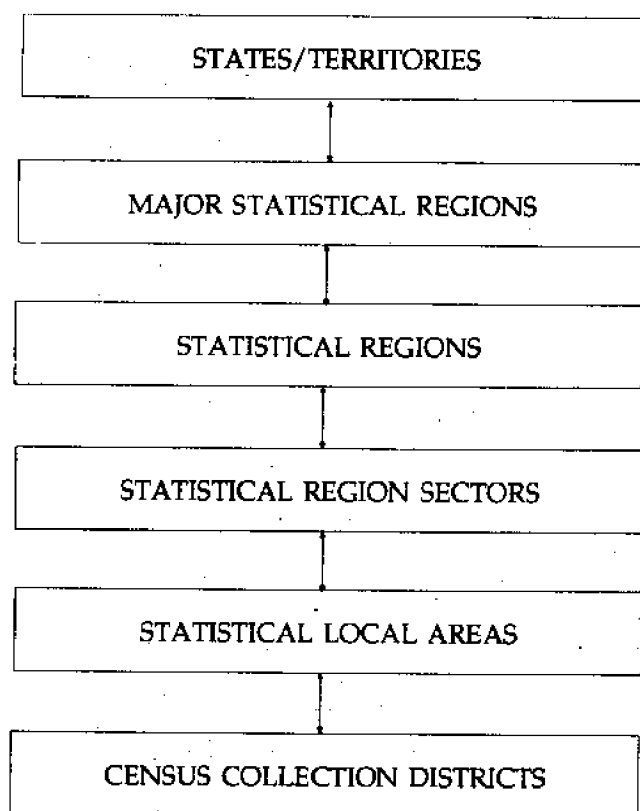 STATES/TERRITORIES
MAJOR STATISTICAL REGIONS
STATISTICAL REGIONS
STATISTICAL REGION SECTORS
STATISTICAL LOCAL AREAS
CENSUS COLLECTION DISTRICTS